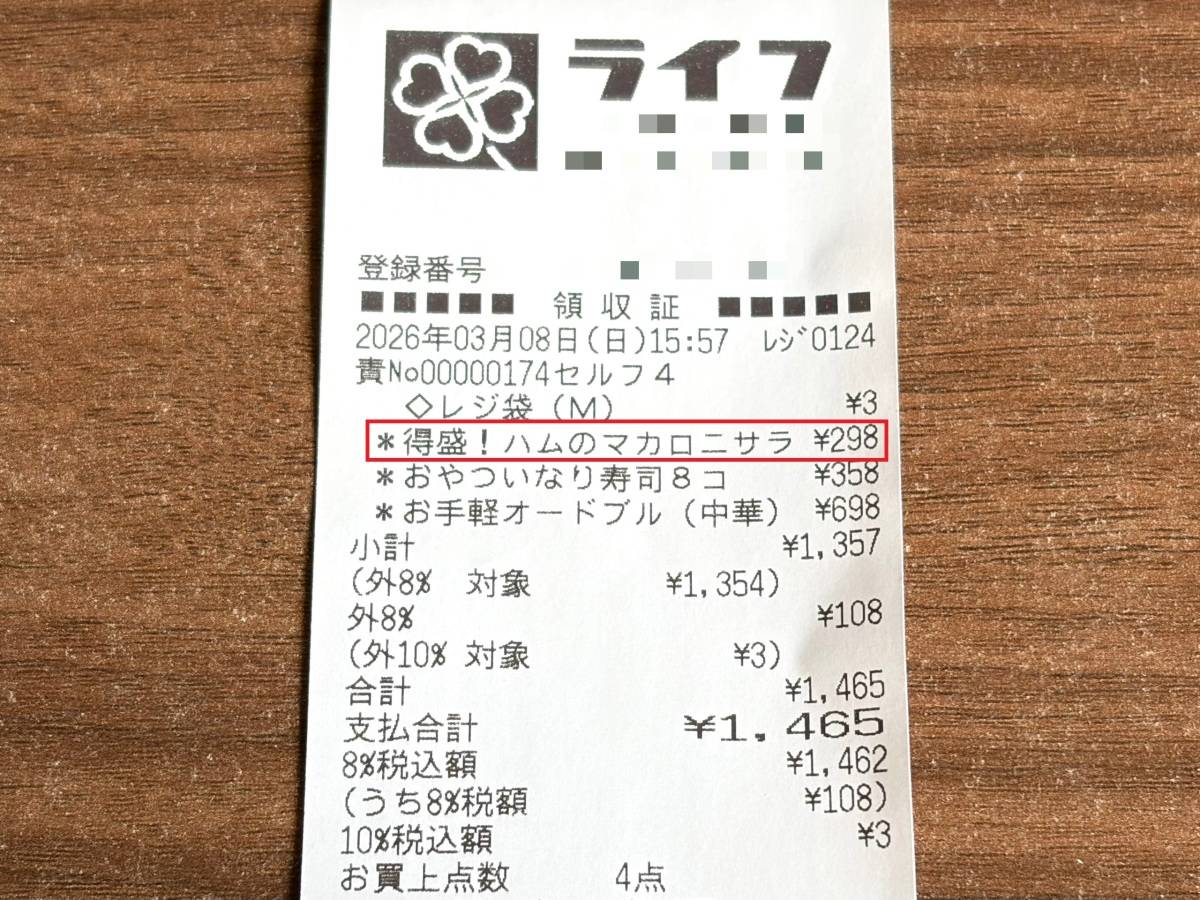 ライフ
登録番号
■■■■■ 領収証 ■■■■■
2026年03月08日(日)15:57 ﾚｼﾞ0124
責No00000174セルフ4
◇レジ袋(M) ¥3
*得盛!ハムのマカロニサラ ¥298
*おやついなり寿司8コ ¥358
*お手軽オードブル(中華) ¥698
小計 ¥1,357
(外8% 対象 ¥1,354)
外8% ¥108
(外10% 対象 ¥3)
合計 ¥1,465
支払合計 ¥1,465
8%税込額 ¥1,462
(うち8%税額 ¥108)
10%税込額 ¥3
お買上点数 4点